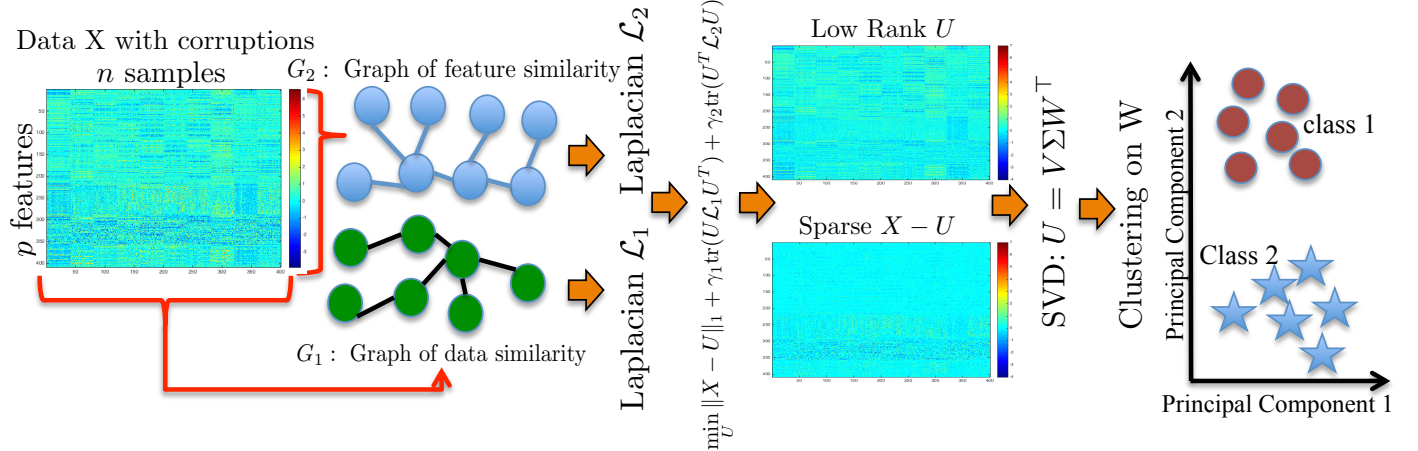 Data X with corruptions
n samples
p features
G₂ : Graph of feature similarity
G₁ : Graph of data similarity
Laplacian ℒ₂
Laplacian ℒ₁
min_U ‖X − U‖₁ + γ₁tr(Uℒ₁Uᵀ) + γ₂tr(Uᵀℒ₂U)
Low Rank U
Sparse X − U
SVD: U = VΣW⊤
Clustering on W
Principal Component 2
class 1
Class 2
Principal Component 1